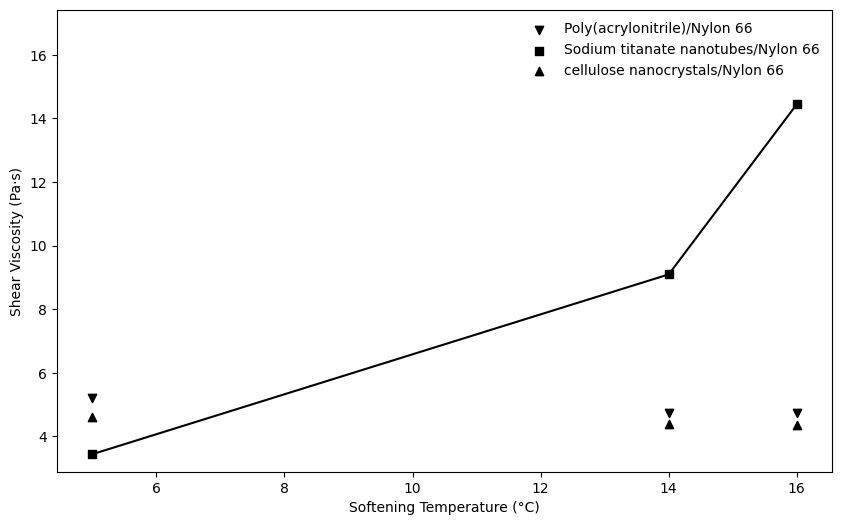 Poly(acrylonitrile)/Nylon 66
Sodium titanate nanotubes/Nylon 66
cellulose nanocrystals/Nylon 66
16
14
12
10
8
6
4
Shear Viscosity (Pa·s)
6 8 10 12 14 16
Softening Temperature (°C)